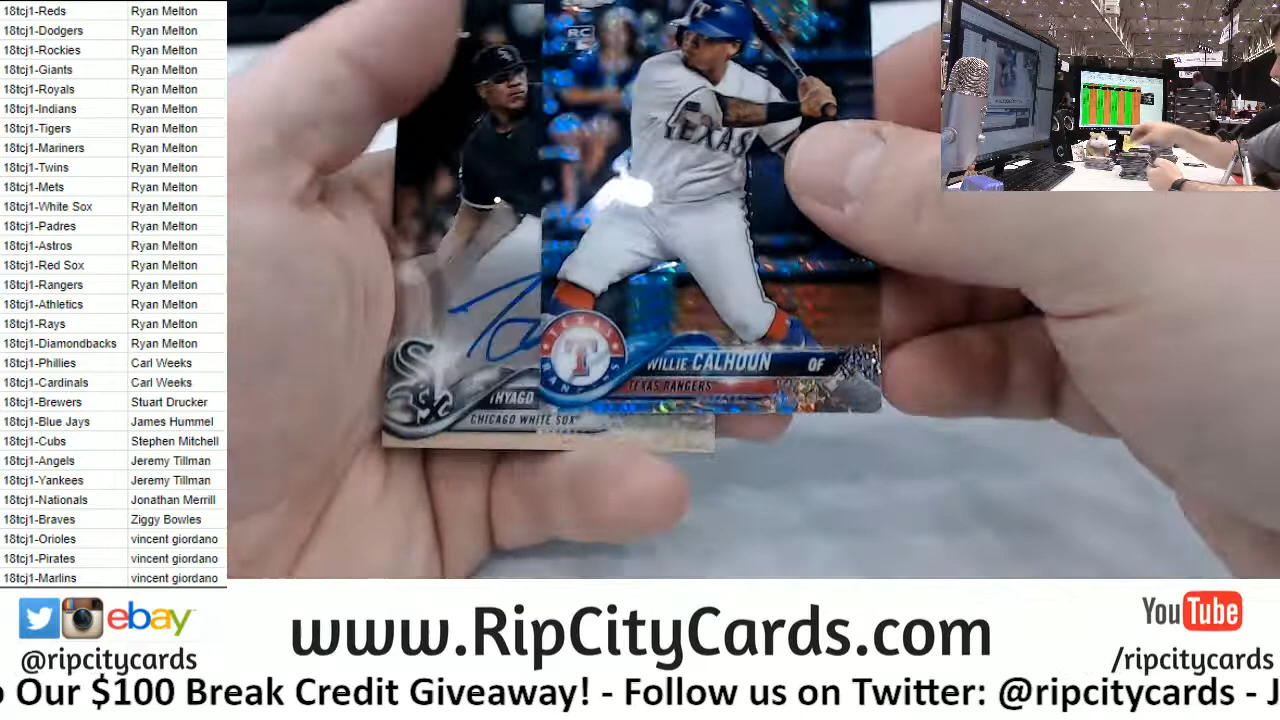 18tcj1-Reds Ryan Melton
18tcj1-Dodgers Ryan Melton
18tcj1-Rockies Ryan Melton
18tcj1-Giants Ryan Melton
18tcj1-Royals Ryan Melton
18tcj1-Indians Ryan Melton
18tcj1-Tigers Ryan Melton
18tcj1-Mariners Ryan Melton
18tcj1-Twins Ryan Melton
18tcj1-Mets Ryan Melton
18tcj1-White Sox Ryan Melton
18tcj1-Padres Ryan Melton
18tcj1-Astros Ryan Melton
18tcj1-Red Sox Ryan Melton
18tcj1-Rangers Ryan Melton
18tcj1-Athletics Ryan Melton
18tcj1-Rays Ryan Melton
18tcj1-Diamondbacks Ryan Melton
18tcj1-Phillies Carl Weeks
18tcj1-Cardinals Carl Weeks
18tcj1-Brewers Stuart Drucker
18tcj1-Blue Jays James Hummel
18tcj1-Cubs Stephen Mitchell
18tcj1-Angels Jeremy Tillman
18tcj1-Yankees Jeremy Tillman
18tcj1-Nationals Jonathan Merrill
18tcj1-Braves Ziggy Bowles
18tcj1-Orioles vincent giordano
18tcj1-Pirates vincent giordano
18tcj1-Marlins vincent giordano
RC
TEXAS
TEXAS
T
RANGERS
WILLIE CALHOUN OF
TEXAS RANGERS
Sox
THYAGO
CHICAGO WHITE SOX
ebay
@ripcitycards
www.RipCityCards.com
YouTube
/ripcitycards
o Our $100 Break Credit Giveaway! - Follow us on Twitter: @ripcitycards - J